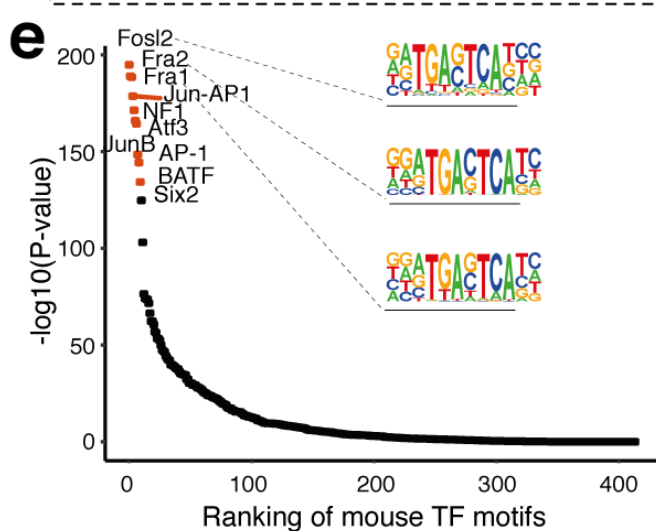 e
Fosl2
Fra2
Fra1
Jun-AP1
NF1
Atf3
JunB
AP-1
BATF
Six2
200
150
100
50
0
-log10(P-value)
0 100 200 300 400
Ranking of mouse TF motifs